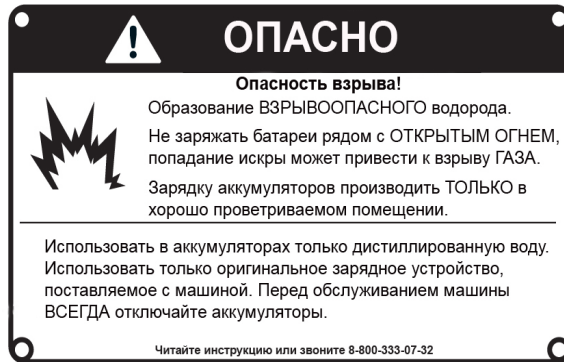 ОПАСНО
Опасность взрыва!
Образование ВЗРЫВООПАСНОГО водорода.
Не заряжать батареи рядом с ОТКРЫТЫМ ОГНЕМ,
попадание искры может привести к взрыву ГАЗА.
Зарядку аккумуляторов производить ТОЛЬКО в
хорошо проветриваемом помещении.
Использовать в аккумуляторах только дистиллированную воду.
Использовать только оригинальное зарядное устройство,
поставляемое с машиной. Перед обслуживанием машины
ВСЕГДА отключайте аккумуляторы.
Читайте инструкцию или звоните 8-800-333-07-32